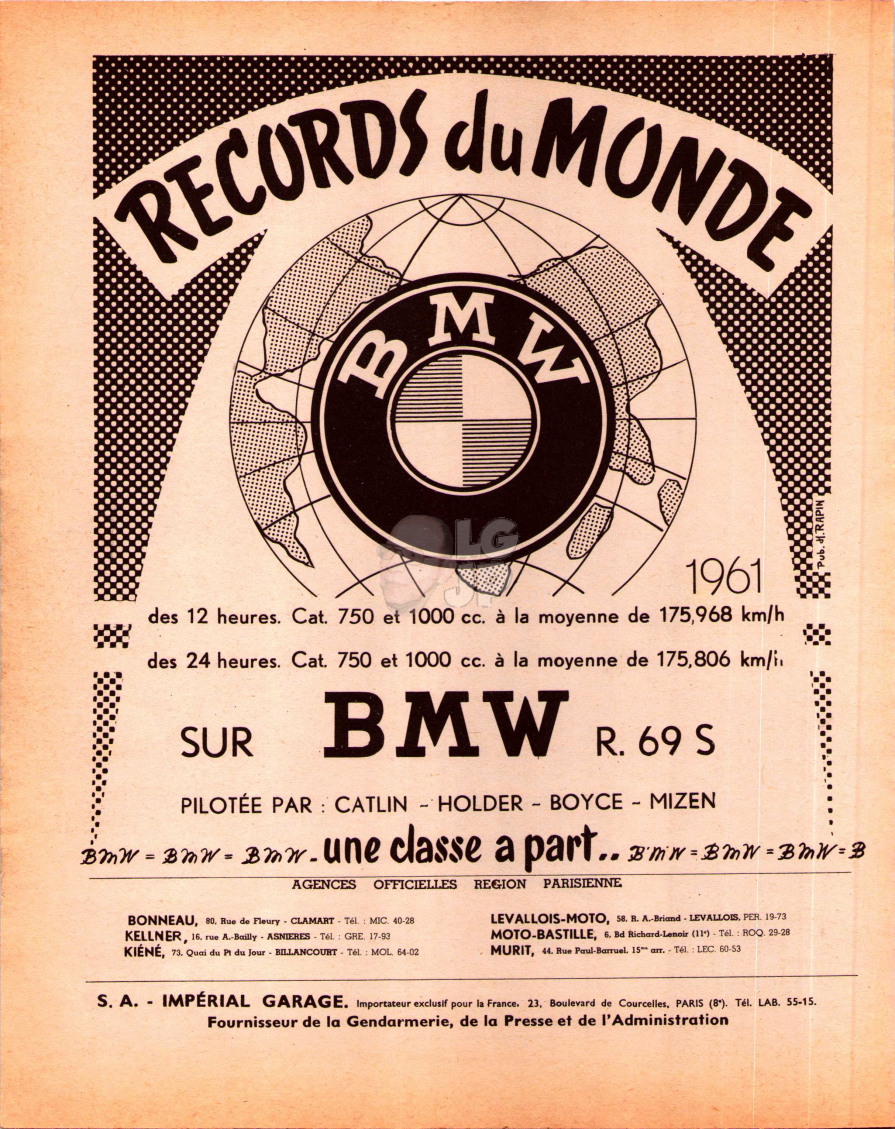 RECORDS du MONDE
BMW
LG
JP
Pub. H. RAPIN
1961
des 12 heures. Cat. 750 et 1000 cc. à la moyenne de 175,968 km/h
des 24 heures. Cat. 750 et 1000 cc. à la moyenne de 175,806 km/h
SUR BMW R. 69 S
PILOTÉE PAR : CATLIN - HOLDER - BOYCE - MIZEN
BMW = BMW = BMW - une classe a part.. BMW = BMW = BMW = B
AGENCES OFFICIELLES REGION PARISIENNE
BONNEAU, 80, Rue de Fleury - CLAMART - Tél. : MIC. 40-28
KELLNER, 16, rue A.-Bailly - ASNIERES - Tél. : GRE. 17-93
KIÉNÉ, 73, Quai du Pt du Jour - BILLANCOURT - Tél. : MOL. 64-02
LEVALLOIS-MOTO, 58, R. A.-Briand - LEVALLOIS, PER. 19-73
MOTO-BASTILLE, 6, Bd Richard-Lenoir (11e) - Tél. : ROQ. 29-28
MURIT, 44, Rue Paul-Barruel, 15me arr. - Tél. : LEC. 60-53
S. A. - IMPÉRIAL GARAGE. Importateur exclusif pour la France, 23, Boulevard de Courcelles, PARIS (8e). Tél. LAB. 55-15.
Fournisseur de la Gendarmerie, de la Presse et de l'Administration